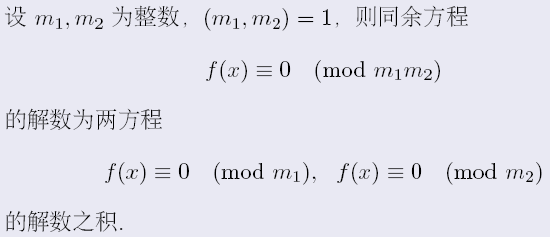 设 m₁, m₂ 为整数, (m₁, m₂) = 1, 则同余方程
f(x) ≡ 0 (mod m₁m₂)
的解数为两方程
f(x) ≡ 0 (mod m₁), f(x) ≡ 0 (mod m₂)
的解数之积.